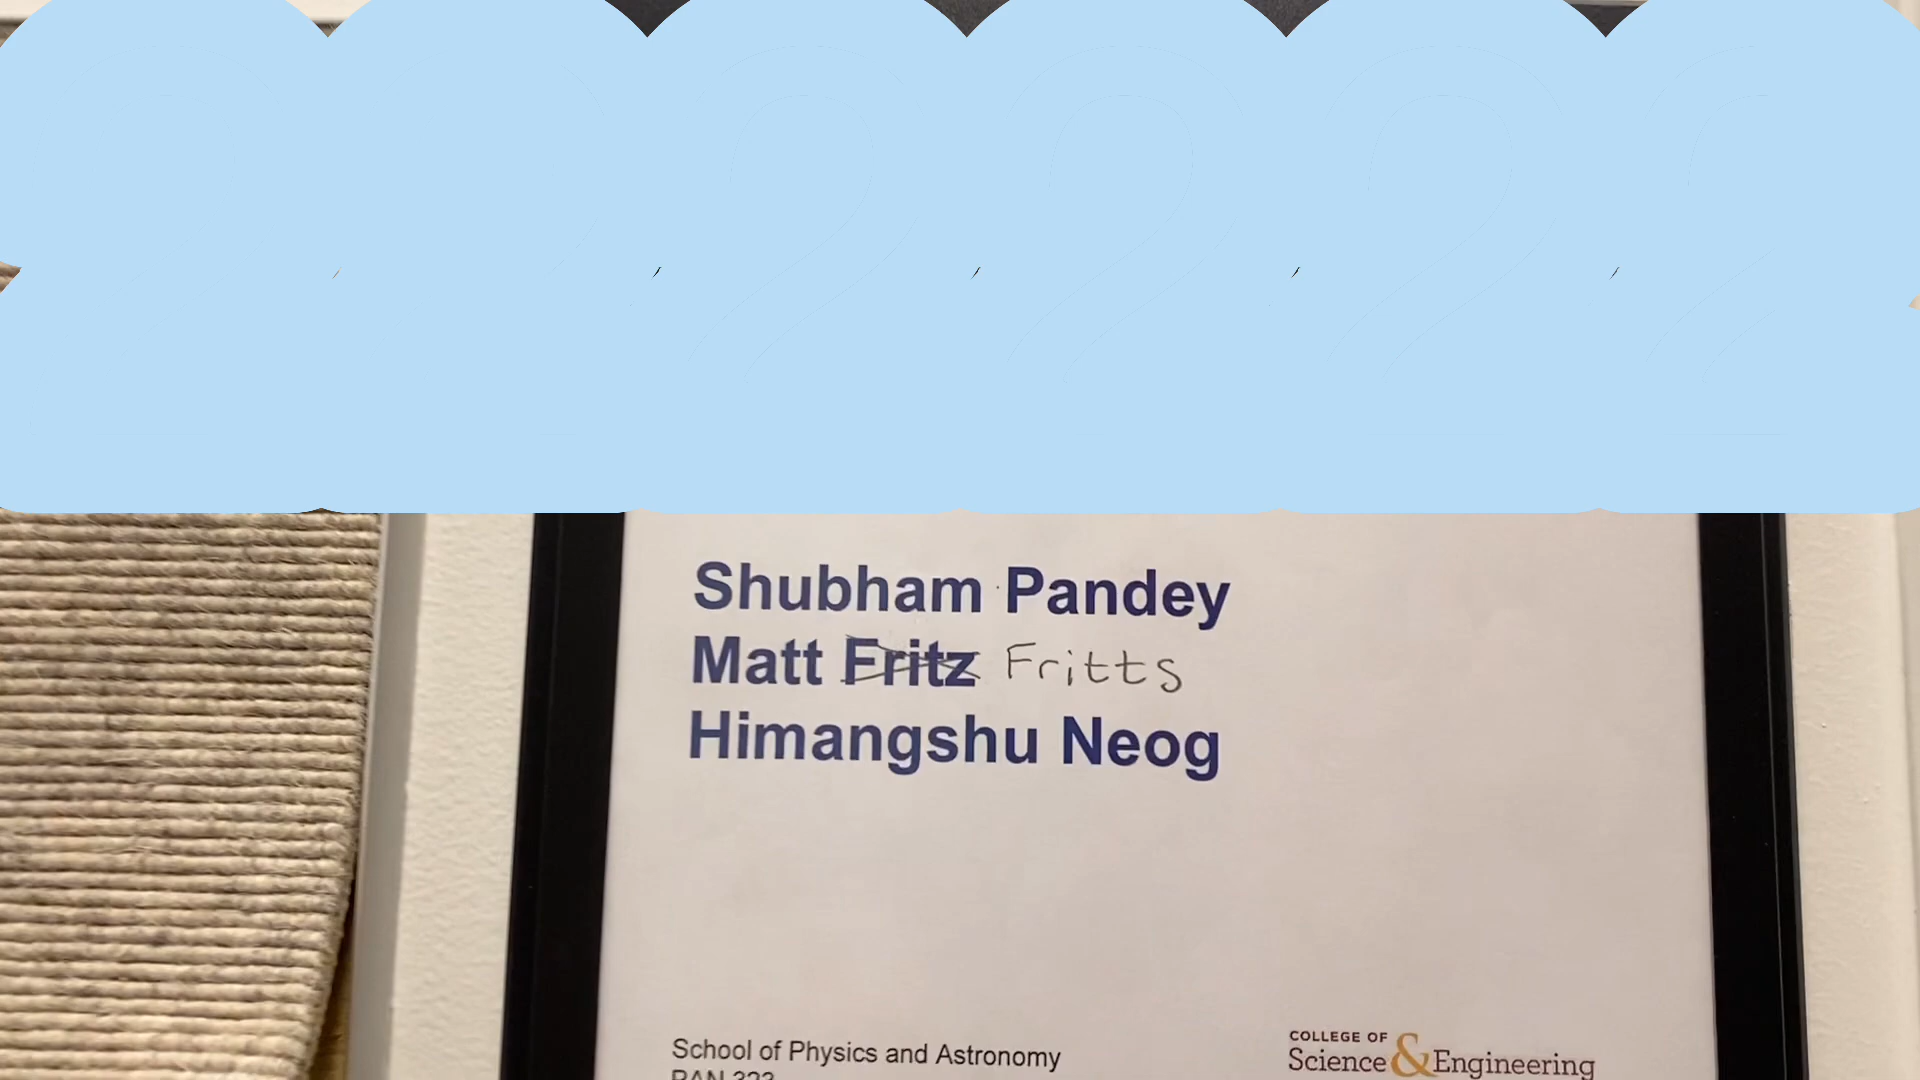 Shubham Pandey
Matt Fritz Fritts
Himangshu Neog
School of Physics and Astronomy
COLLEGE OF
Science & Engineering